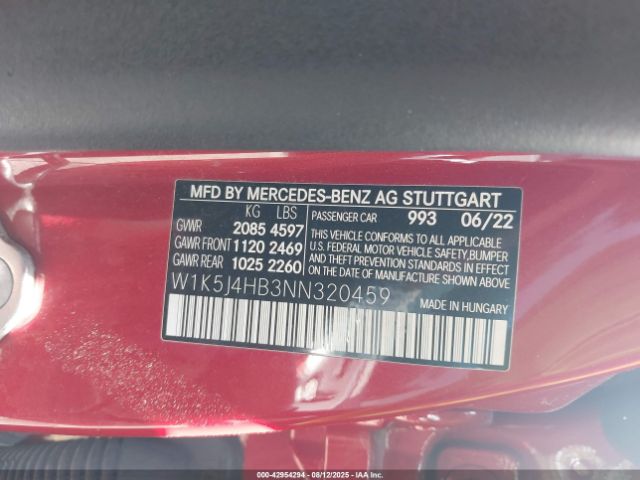 MFD BY MERCEDES-BENZ AG STUTTGART
KG LBS
GVWR 2085 4597
GAWR FRONT 1120 2469
GAWR REAR 1025 2260
PASSENGER CAR 993 06/22
THIS VEHICLE CONFORMS TO ALL APPLICABLE
U.S. FEDERAL MOTOR VEHICLE SAFETY,BUMPER
AND THEFT PREVENTION STANDARDS IN EFFECT
ON THE DATE OF MANUFACTURE SHOWN ABOVE.
W1K5J4HB3NN320459
MADE IN HUNGARY
000-42954294 - 08/12/2025 - IAAI.COM